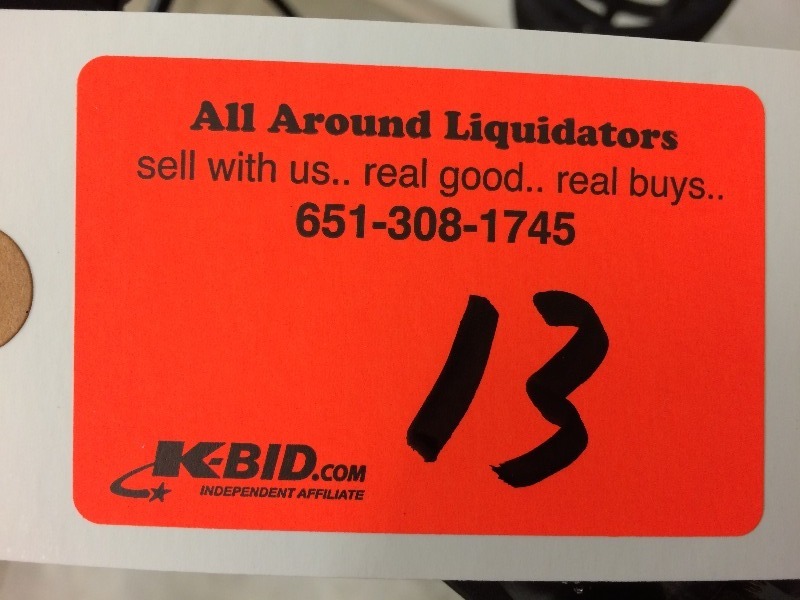 All Around Liquidators
sell with us.. real good.. real buys..
651-308-1745
13
K-BID.COM
INDEPENDENT AFFILIATE